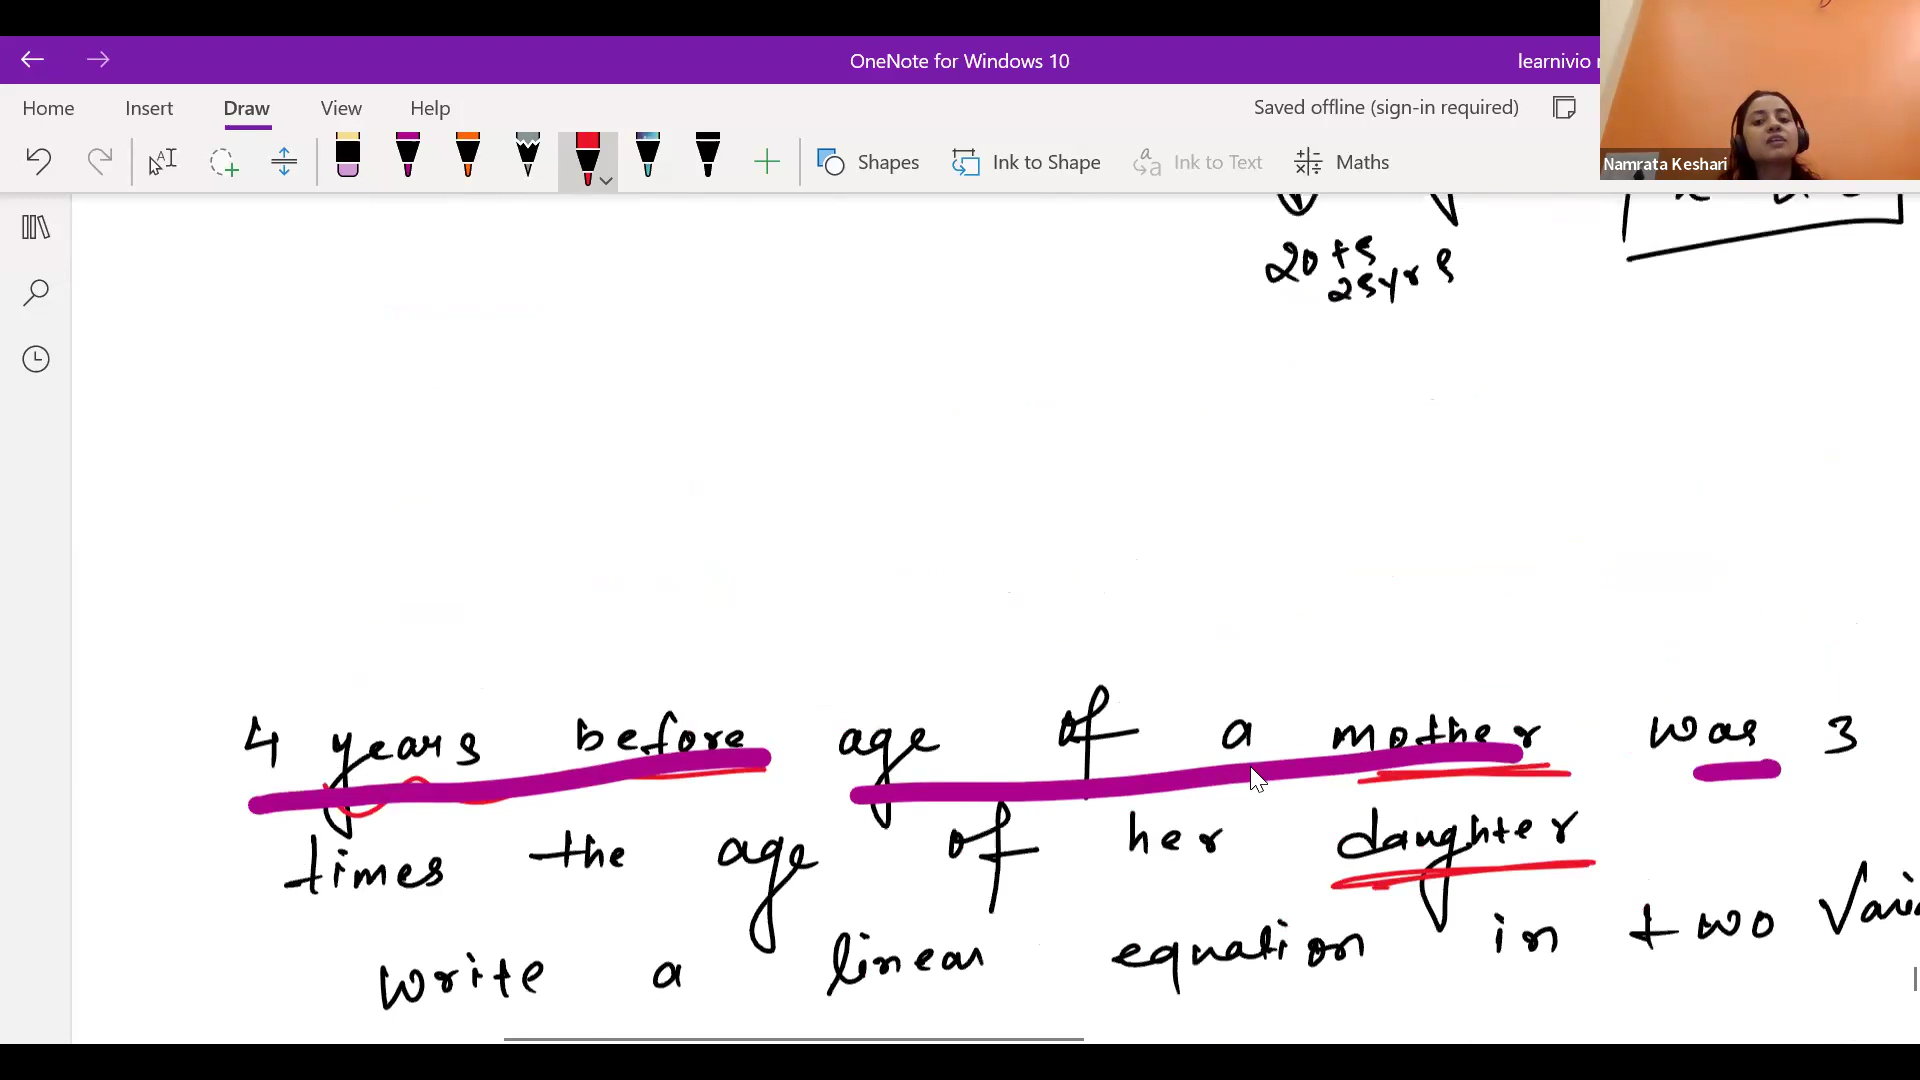 OneNote for Windows 10
learnivio
Home Insert Draw View Help
Saved offline (sign-in required)
Shapes Ink to Shape Ink to Text Maths
Namrata Keshari
20 + 5
25 yrs
4 years before age of a mother was 3
times the age of her daughter
write a linear equation in two Vari